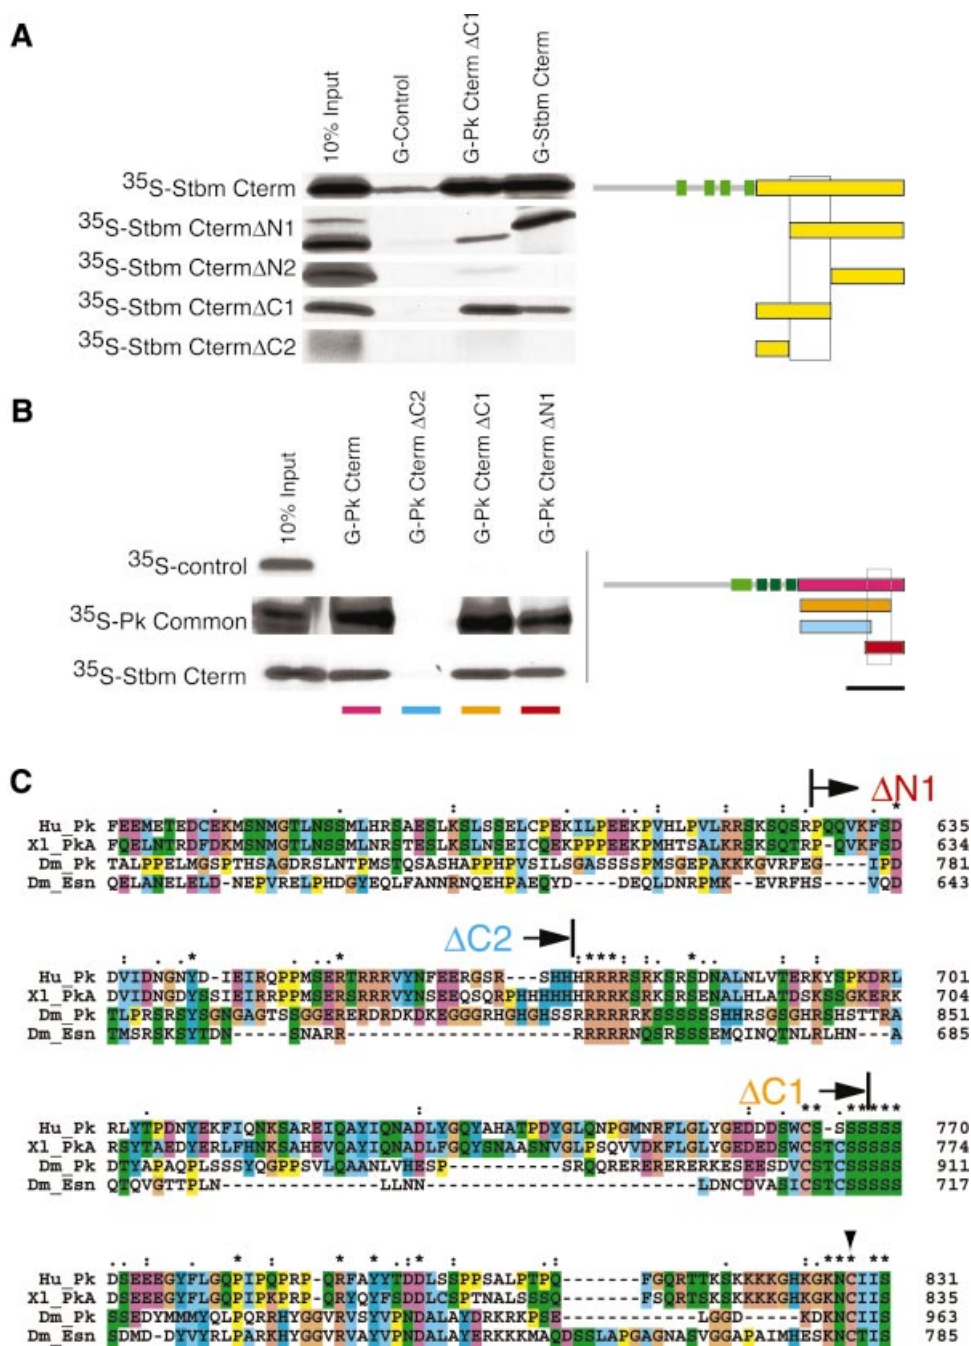 A
10% Input
G-Control
G-Pk Cterm ΔC1
G-Stbm Cterm
35S-Stbm Cterm
35S-Stbm CtermΔN1
35S-Stbm CtermΔN2
35S-Stbm CtermΔC1
35S-Stbm CtermΔC2
B
10% Input
G-Pk Cterm
G-Pk Cterm ΔC2
G-Pk Cterm ΔC1
G-Pk Cterm ΔN1
35S-control
35S-Pk Common
35S-Stbm Cterm
C
ΔN1
Hu_Pk FEEMETEDCEKMSNMGTLNSSMLHRSAESLKSLSSELCPEKILPEEKPVHLPVLRRSKSQSRPQQVKFSD 635
Xl_PkA FQELNTRDFDKMSNMGTLNSSMLNRSTESLKSLNSEICQEKPPPEEKPMHTSALKRSKSQTRP-QVKFSD 634
Dm_Pk TALPPELMGSPTHSAGDRSLNTPMSTQSASHAPPHPVSILSGASSSSPMSGEPAKKKGVRFEG----IPD 781
Dm_Esn QELANELELD-NEPVRELPHDGYEQLFANNRNQEHPAEQYD----DEQLDNRPMK--EVRFHS----VQD 643
ΔC2
Hu_Pk DVIDNGNYD-IEIRQPPMSERTRRRVYNFEERGSR---SHHHRRRRSRKSRSDNALNLVTERKYSPKDRL 701
Xl_PkA DVIDNGDYSSIEIRRPPMSERSRRRVYNSEEQSQRPHHHHHHRRRRKSRKSRSENALHLATDSKSSGKERK 704
Dm_Pk TLPRSRSYSGNGAGTSSGGERERDRDKDKEGGGRHGHGHSSRRRRRRKSSSSSSHHRSGSGHRSHSTTRA 851
Dm_Esn TMSRSKSYTDN-----SNARR--------------------RRRRNQSRSSSEMQINQTNLRLHN---A 685
ΔC1
Hu_Pk RLYTPDNYEKFIQNKSAREIQAYIQNADLYGQYAHATPDYGLQNPGMNRFLGLYGEDDDSWCS-SSSSSS 770
Xl_PkA RSYTAEDYERLFHNKSAHEVQAYIQNADLFGQYSNAASNVGLPSQVVDKFLGLYGEDEDASWCSTCSSSSS 774
Dm_Pk DTYAPAQPLSSSYQGPPSVLQAANLVHESP----------SRQQRERERERERKESEESDVCSTCSSSSS 911
Dm_Esn QTQVGTTPLN--------------LLNN------------------------LDNCDVASICSTCSSSSS 717
Hu_Pk DSEEEGYFLGQPIPQPRP-QRFAYYTDDLSSPPSALPTPQ-------FGQRTTKSKKKKGHKGKNCIIS 831
Xl_PkA DSEEEGYFLGQPIPKPRP-QRYQYFSDDLCSPTNALSSSQ-------FSQRTSKSKKKKGHKGKNCIIS 835
Dm_Pk SSEDYMMMYQLPQRRHYGGVRVSYVPNDALAYDRKRKPSE----------LGGD----KDKNCIIS 963
Dm_Esn SDMD-DYVYRLPARKHYGGVRVAYVPNDALAYERKKKMAQDSSLAPGAGNASVGGAPAIMHESKNCTIS 785